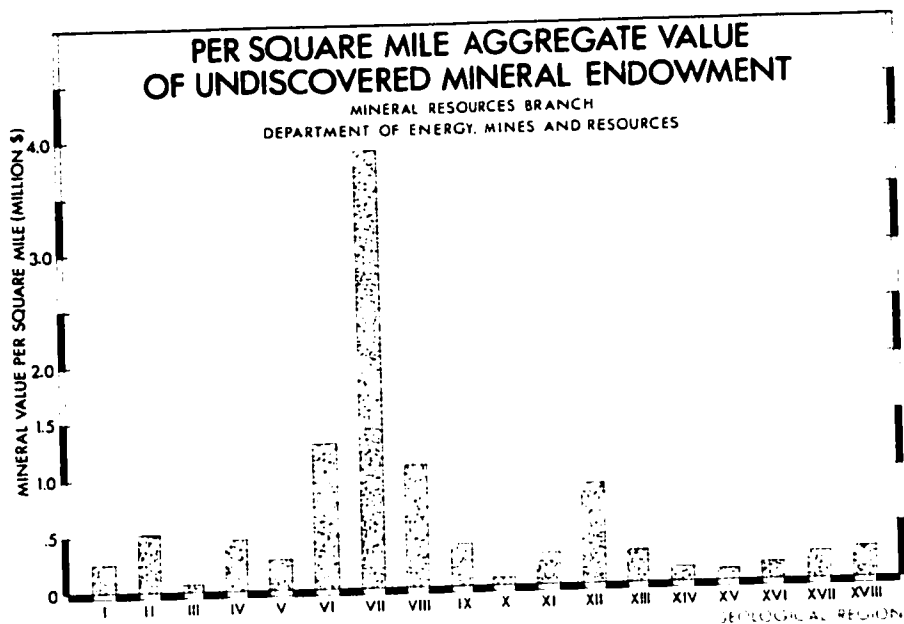 PER SQUARE MILE AGGREGATE VALUE
OF UNDISCOVERED MINERAL ENDOWMENT
MINERAL RESOURCES BRANCH
DEPARTMENT OF ENERGY, MINES AND RESOURCES
MINERAL VALUE PER SQUARE MILE (MILLION $)
4.0
3.0
2.0
1.5
1.0
.5
0
I II III IV V VI VII VIII IX X XI XII XIII XIV XV XVI XVII XVIII
GEOLOGICAL REGION